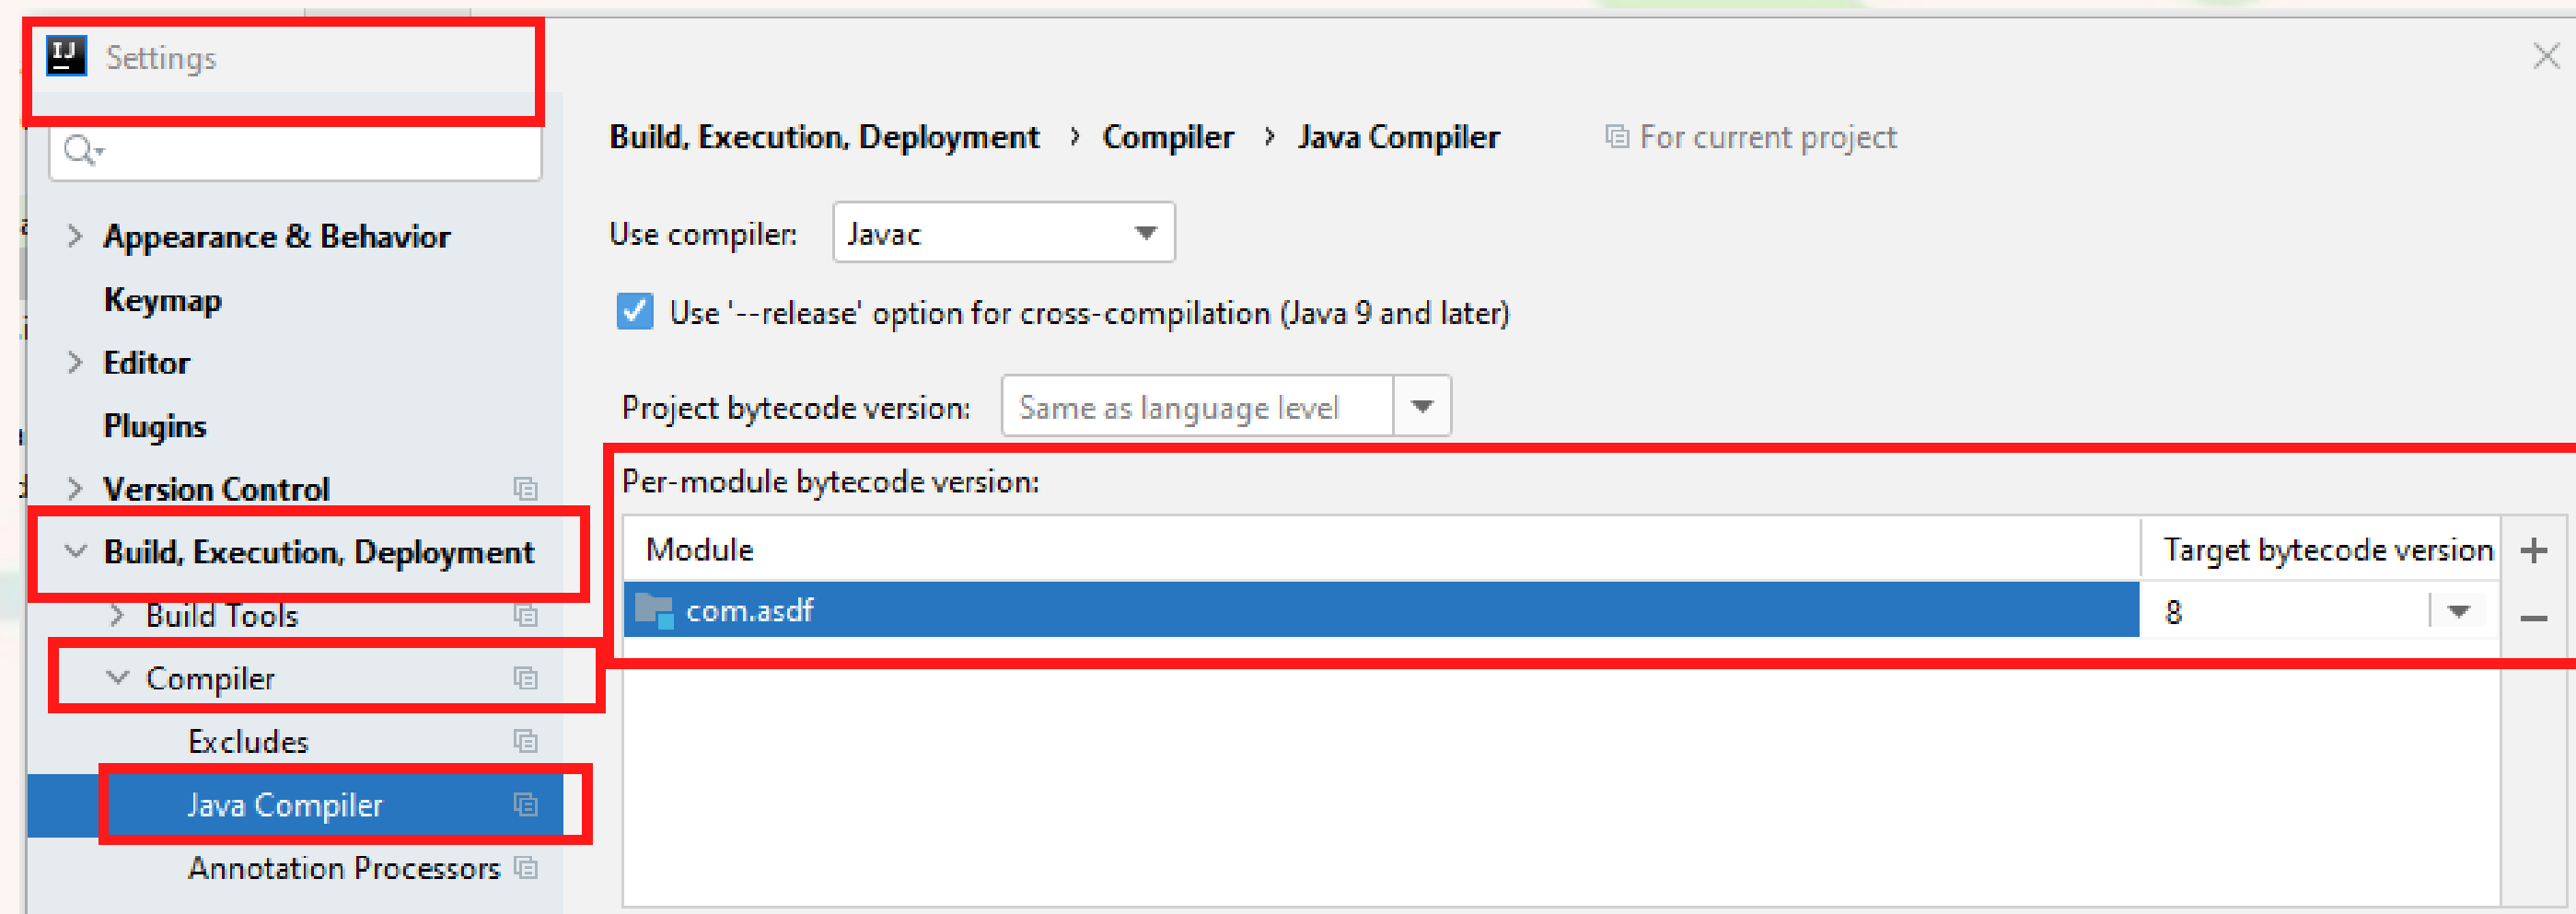 IJ
Settings
Appearance & Behavior
Keymap
Editor
Plugins
Version Control
Build, Execution, Deployment
Build Tools
Compiler
Excludes
Java Compiler
Annotation Processors
Build, Execution, Deployment › Compiler › Java Compiler For current project
Use compiler: Javac
Use '--release' option for cross-compilation (Java 9 and later)
Project bytecode version: Same as language level
Per-module bytecode version:
Module Target bytecode version
com.asdf 8